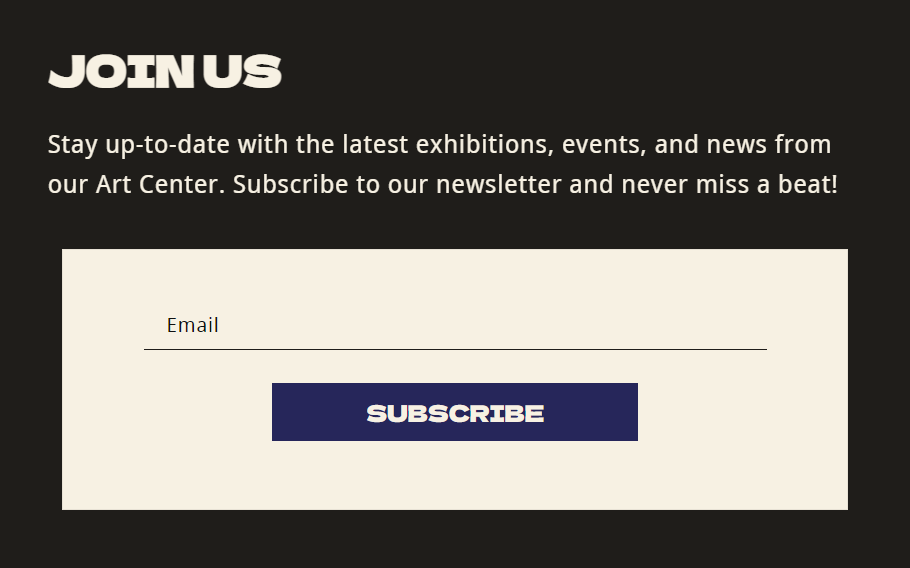 JOIN US
Stay up-to-date with the latest exhibitions, events, and news from
our Art Center. Subscribe to our newsletter and never miss a beat!
Email
SUBSCRIBE